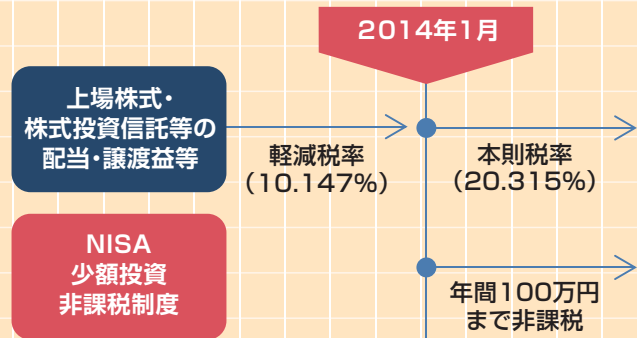 2014年1月
上場株式・
株式投資信託等の
配当・譲渡益等
軽減税率
(10.147%)
本則税率
(20.315%)
NISA
少額投資
非課税制度
年間100万円
まで非課税